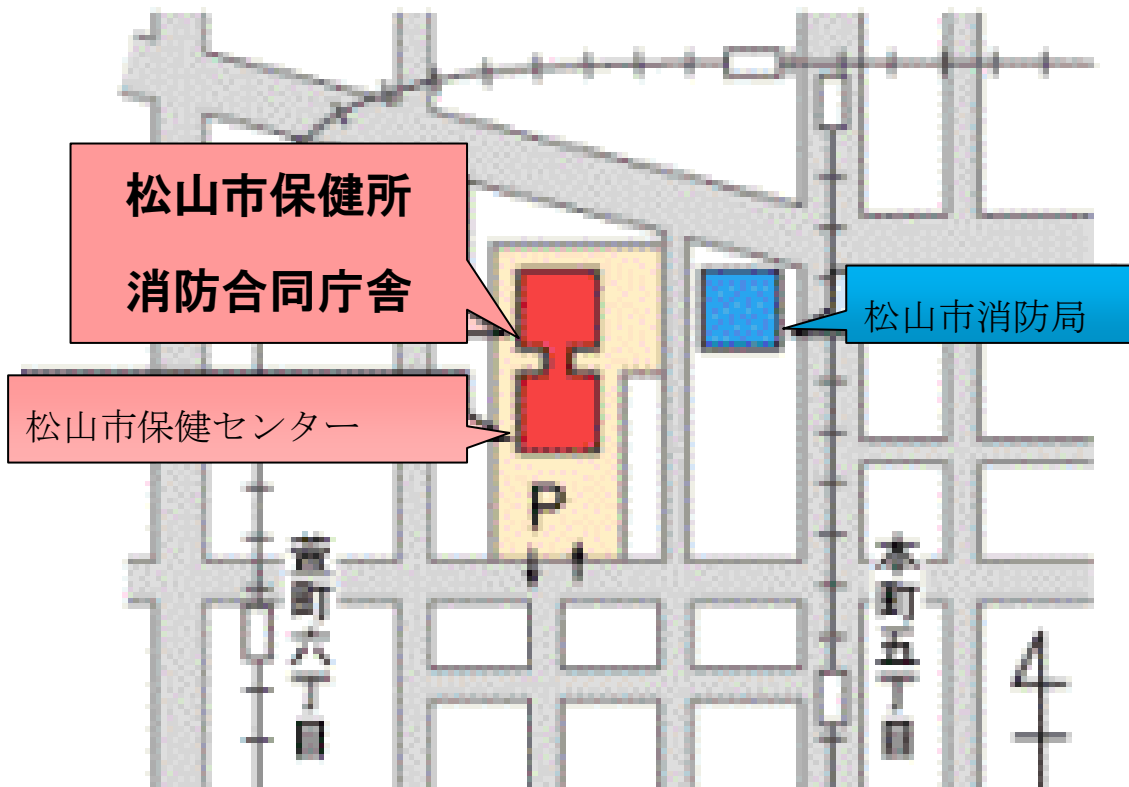 松山市保健所
消防合同庁舎
松山市消防局
松山市保健センター
P
萱町六丁目
本町五丁目